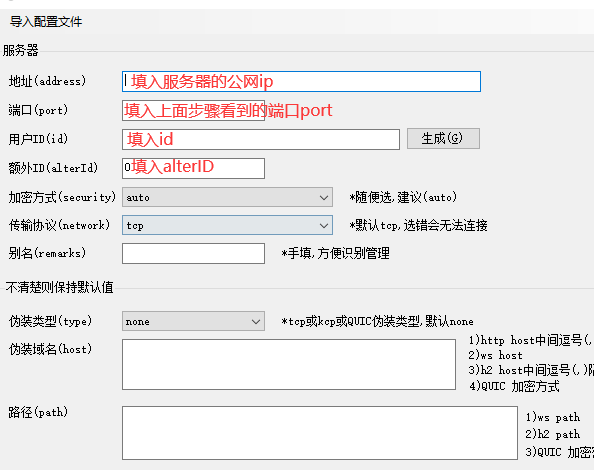 导入配置文件
服务器
地址(address) 填入服务器的公网ip
端口(port) 填入上面步骤看到的端口port
用户ID(id) 填入id 生成(G)
额外ID(alterId) 0填入alterID
加密方式(security) auto *随便选,建议(auto)
传输协议(network) tcp *默认tcp,选错会无法连接
别名(remarks) *手填,方便识别管理
不清楚则保持默认值
伪装类型(type) none *tcp或kcp或QUIC伪装类型,默认none
伪装域名(host)
1)http host中间逗号(,
2)ws host
3)h2 host中间逗号(,)
4)QUIC 加密方式
路径(path)
1)ws path
2)h2 path
3)QUIC 加密